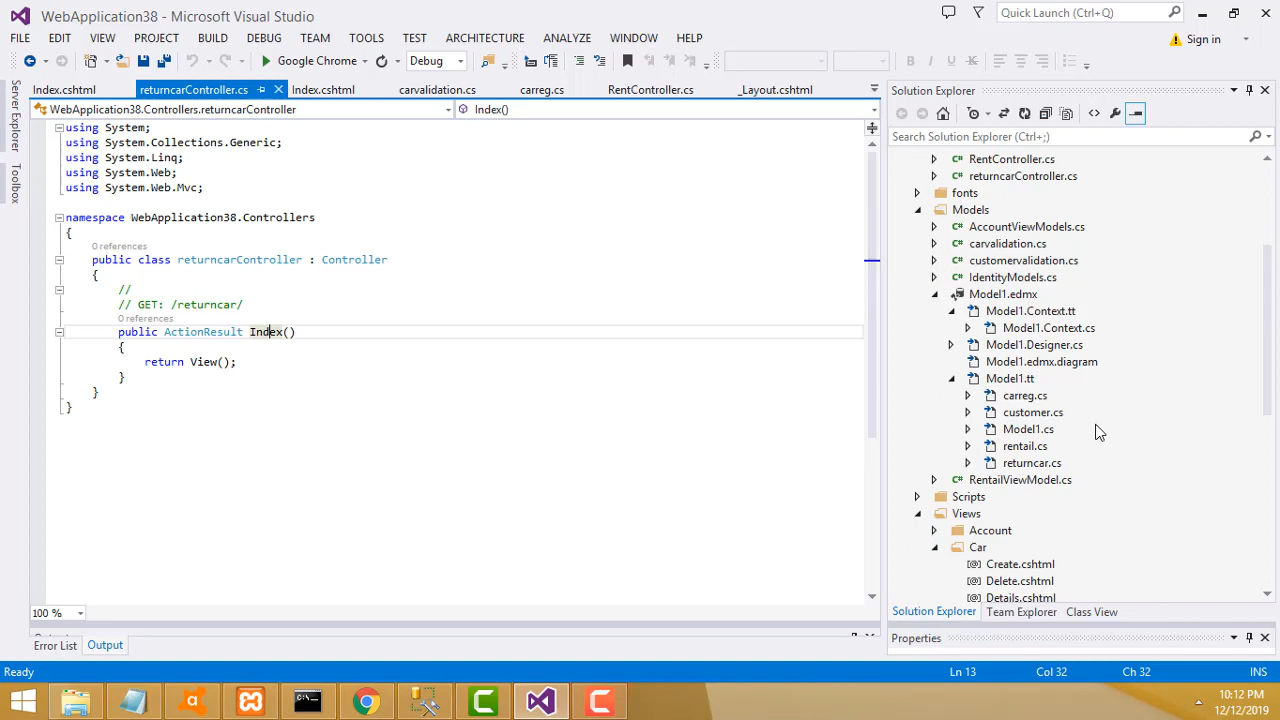 WebApplication38 - Microsoft Visual Studio
Quick Launch (Ctrl+Q)
FILE EDIT VIEW PROJECT BUILD DEBUG TEAM TOOLS TEST ARCHITECTURE ANALYZE WINDOW HELP
Sign in
Google Chrome
Debug
Server Explorer
Toolbox
Index.cshtml returncarController.cs Index.cshtml carvalidation.cs carreg.cs RentController.cs _Layout.cshtml
WebApplication38.Controllers.returncarController
Index()
using System;
using System.Collections.Generic;
using System.Linq;
using System.Web;
using System.Web.Mvc;
namespace WebApplication38.Controllers
{
0 references
public class returncarController : Controller
{
//
// GET: /returncar/
0 references
public ActionResult Index()
{
return View();
}
}
}
100 %
Error List Output
Solution Explorer
Search Solution Explorer (Ctrl+;)
RentController.cs
returncarController.cs
fonts
Models
AccountViewModels.cs
carvalidation.cs
customervalidation.cs
IdentityModels.cs
Model1.edmx
Model1.Context.tt
Model1.Context.cs
Model1.Designer.cs
Model1.edmx.diagram
Model1.tt
carreg.cs
customer.cs
Model1.cs
rentail.cs
returncar.cs
RentailViewModel.cs
Scripts
Views
Account
Car
Create.cshtml
Delete.cshtml
Details.cshtml
Solution Explorer Team Explorer Class View
Properties
Ready
Ln 13
Col 32
Ch 32
INS
10:12 PM
12/12/2019